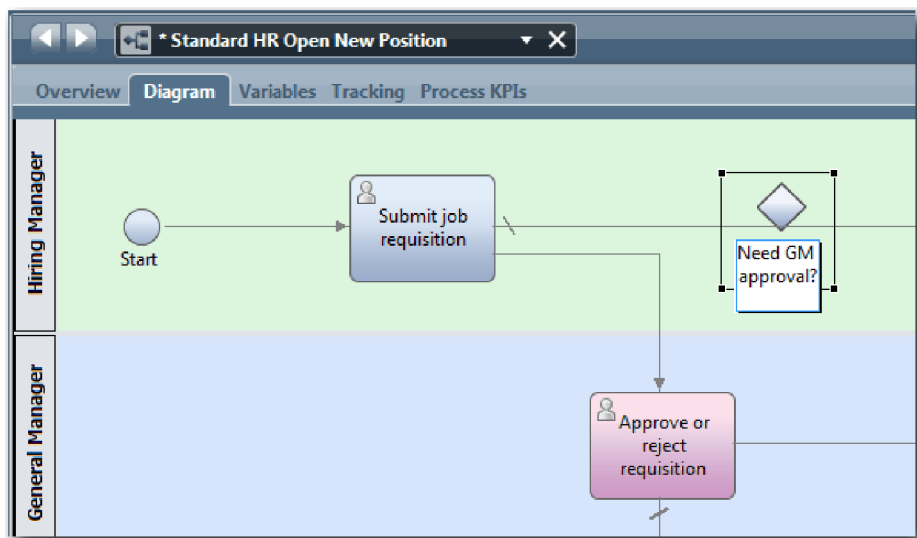 * Standard HR Open New Position
Overview Diagram Variables Tracking Process KPIs
Hiring Manager
Start
Submit job
requisition
Need GM
approval?
General Manager
Approve or
reject
requisition